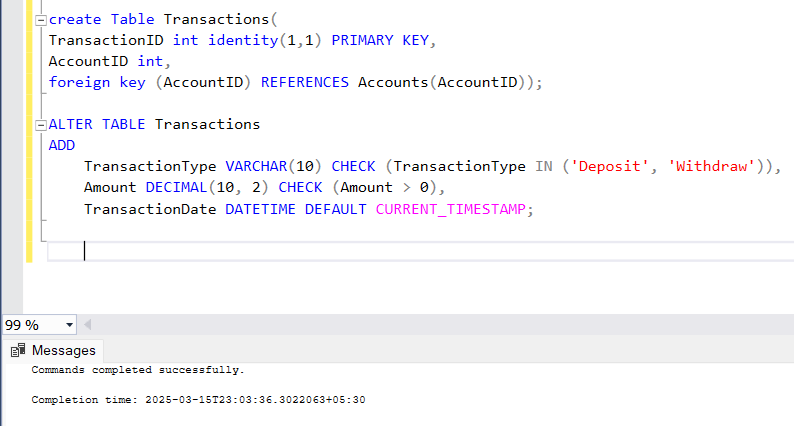 create Table Transactions(
TransactionID int identity(1,1) PRIMARY KEY,
AccountID int,
foreign key (AccountID) REFERENCES Accounts(AccountID));
ALTER TABLE Transactions
ADD
TransactionType VARCHAR(10) CHECK (TransactionType IN ('Deposit', 'Withdraw')),
Amount DECIMAL(10, 2) CHECK (Amount > 0),
TransactionDate DATETIME DEFAULT CURRENT_TIMESTAMP;
99 %
Messages
Commands completed successfully.
Completion time: 2025-03-15T23:03:36.3022063+05:30